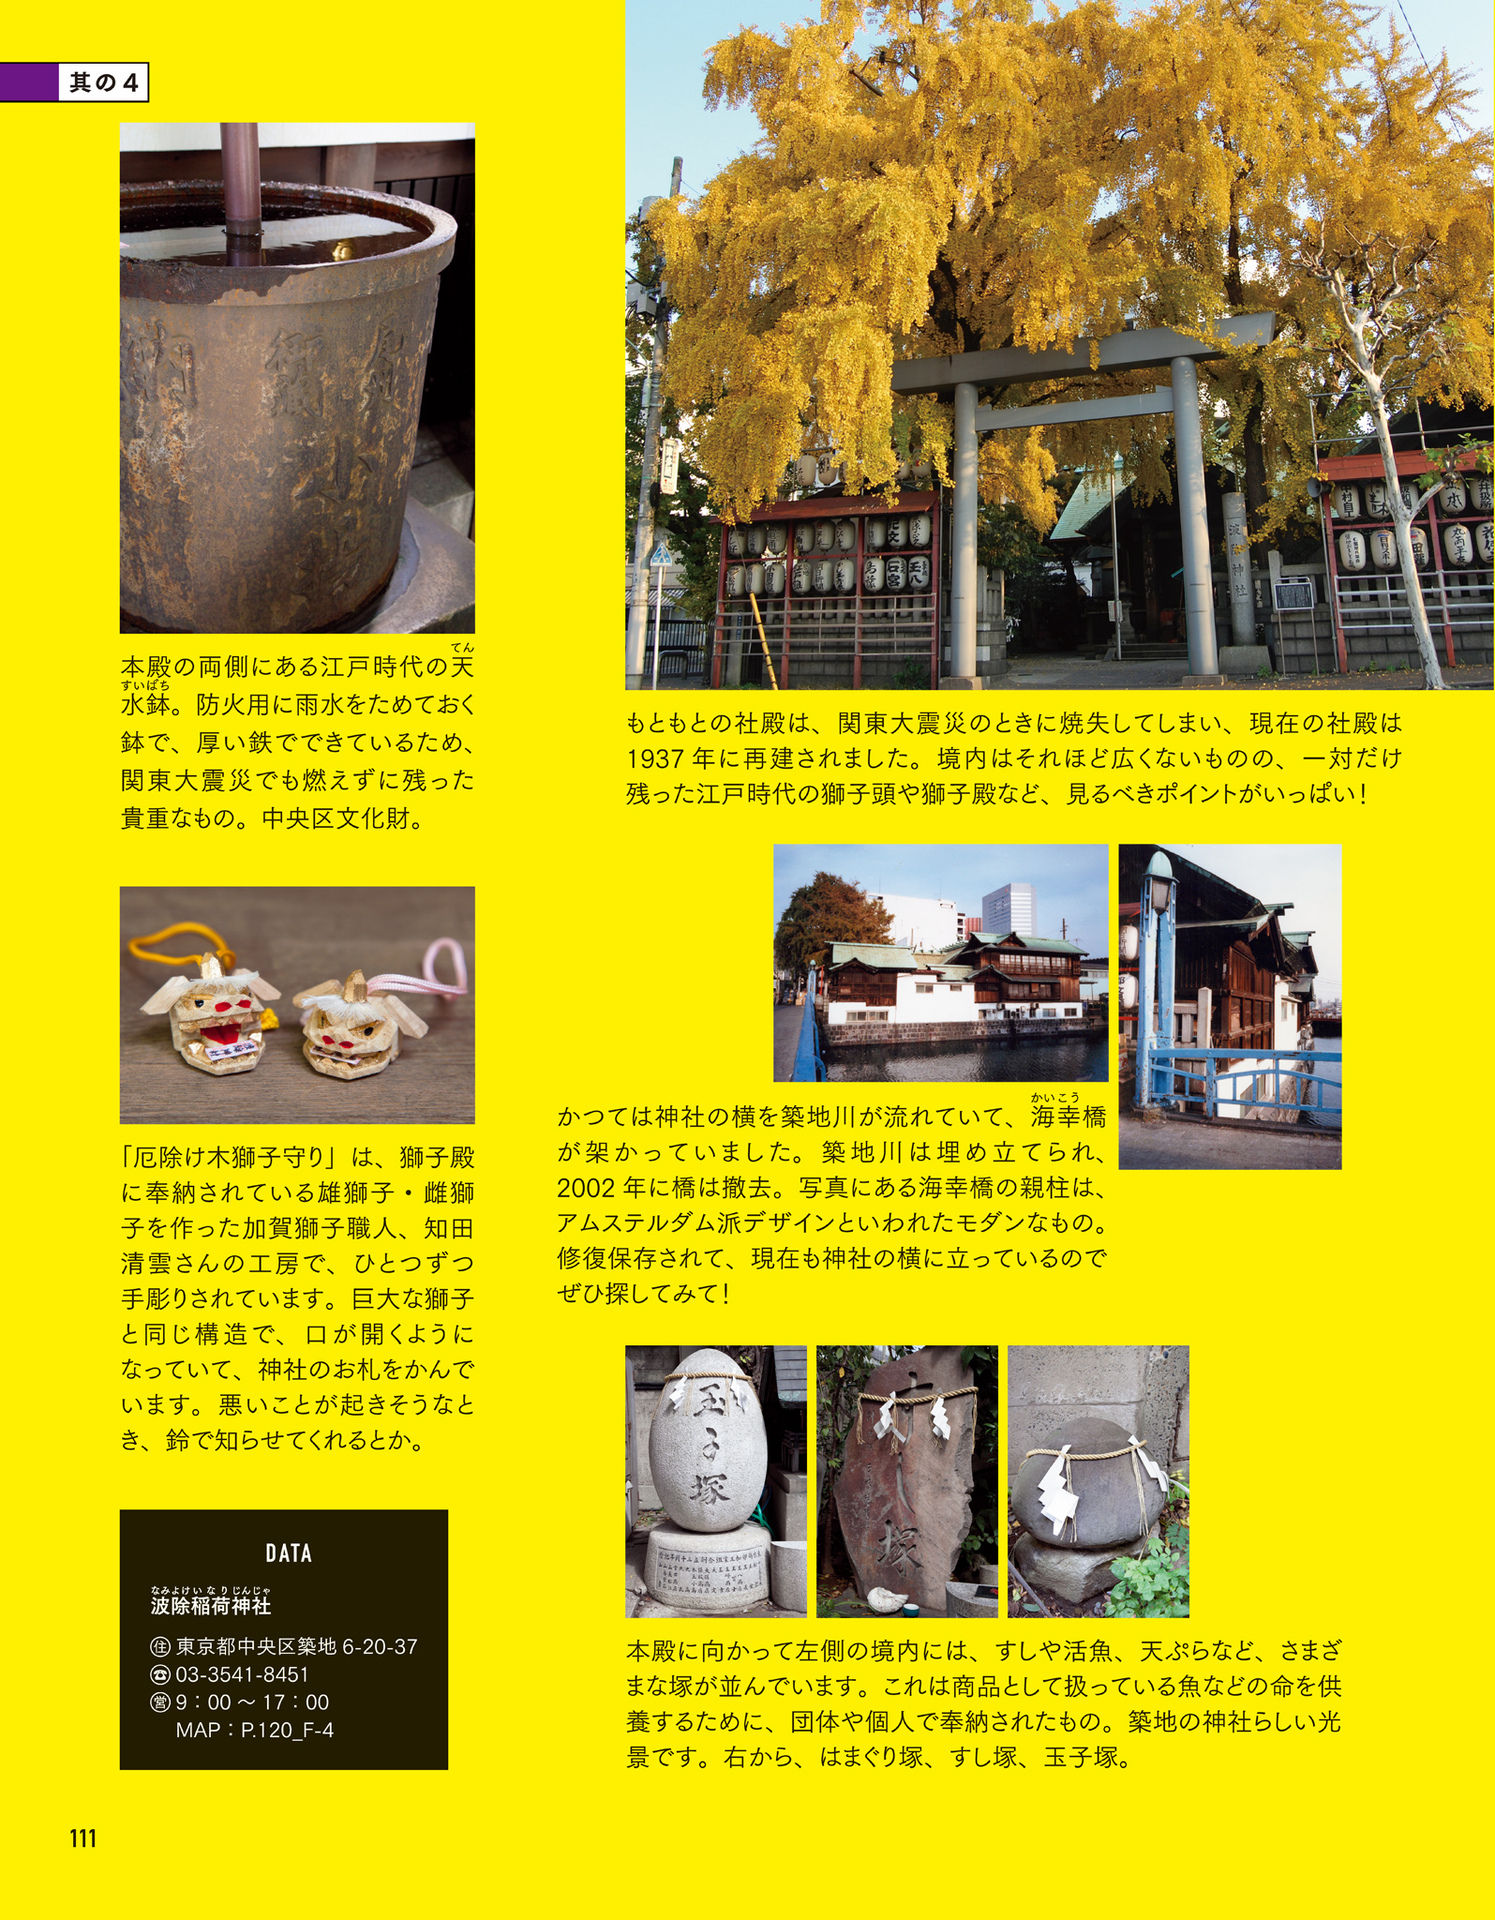 其の4
本殿の両側にある江戸時代の天
てん
水鉢。防火用に雨水をためておく
すいばち
鉢で、厚い鉄でできているため、
関東大震災でも燃えずに残った
貴重なもの。中央区文化財。
もともとの社殿は、関東大震災のときに焼失してしまい、現在の社殿は
1937年に再建されました。境内はそれほど広くないものの、一対だけ
残った江戸時代の獅子頭や獅子殿など、見るべきポイントがいっぱい！
「厄除け木獅子守り」は、獅子殿
に奉納されている雄獅子・雌獅
子を作った加賀獅子職人、知田
清雲さんの工房で、ひとつずつ
手彫りされています。巨大な獅子
と同じ構造で、口が開くように
なっていて、神社のお札をかんで
います。悪いことが起きそうなと
き、鈴で知らせてくれるとか。
かいこう
かつては神社の横を築地川が流れていて、海幸橋
が架かっていました。築地川は埋め立てられ、
2002年に橋は撤去。写真にある海幸橋の親柱は、
アムステルダム派デザインといわれたモダンなもの。
修復保存されて、現在も神社の横に立っているので
ぜひ探してみて！
玉子塚
すし塚
本殿に向かって左側の境内には、すしや活魚、天ぷらなど、さまざ
まな塚が並んでいます。これは商品として扱っている魚などの命を供
養するために、団体や個人で奉納されたもの。築地の神社らしい光
景です。右から、はまぐり塚、すし塚、玉子塚。
DATA
なみよけいなりじんじゃ
波除稲荷神社
住 東京都中央区築地6-20-37
☎ 03-3541-8451
営 9：00～17：00
MAP：P.120_F-4
111
波除神社